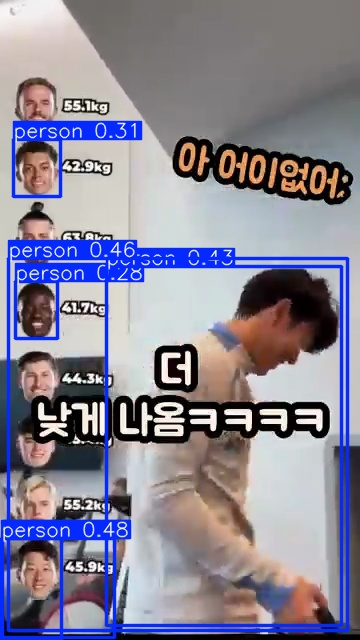 55.1kg
person 0.31
42.9kg
아 어이없어;
63.8kg
person 0.46
person 0.43
person 0.28
41.7kg
더
44.3kg
낮게 나옴ㅋㅋㅋㅋ
55.2kg
person 0.48
45.9kg